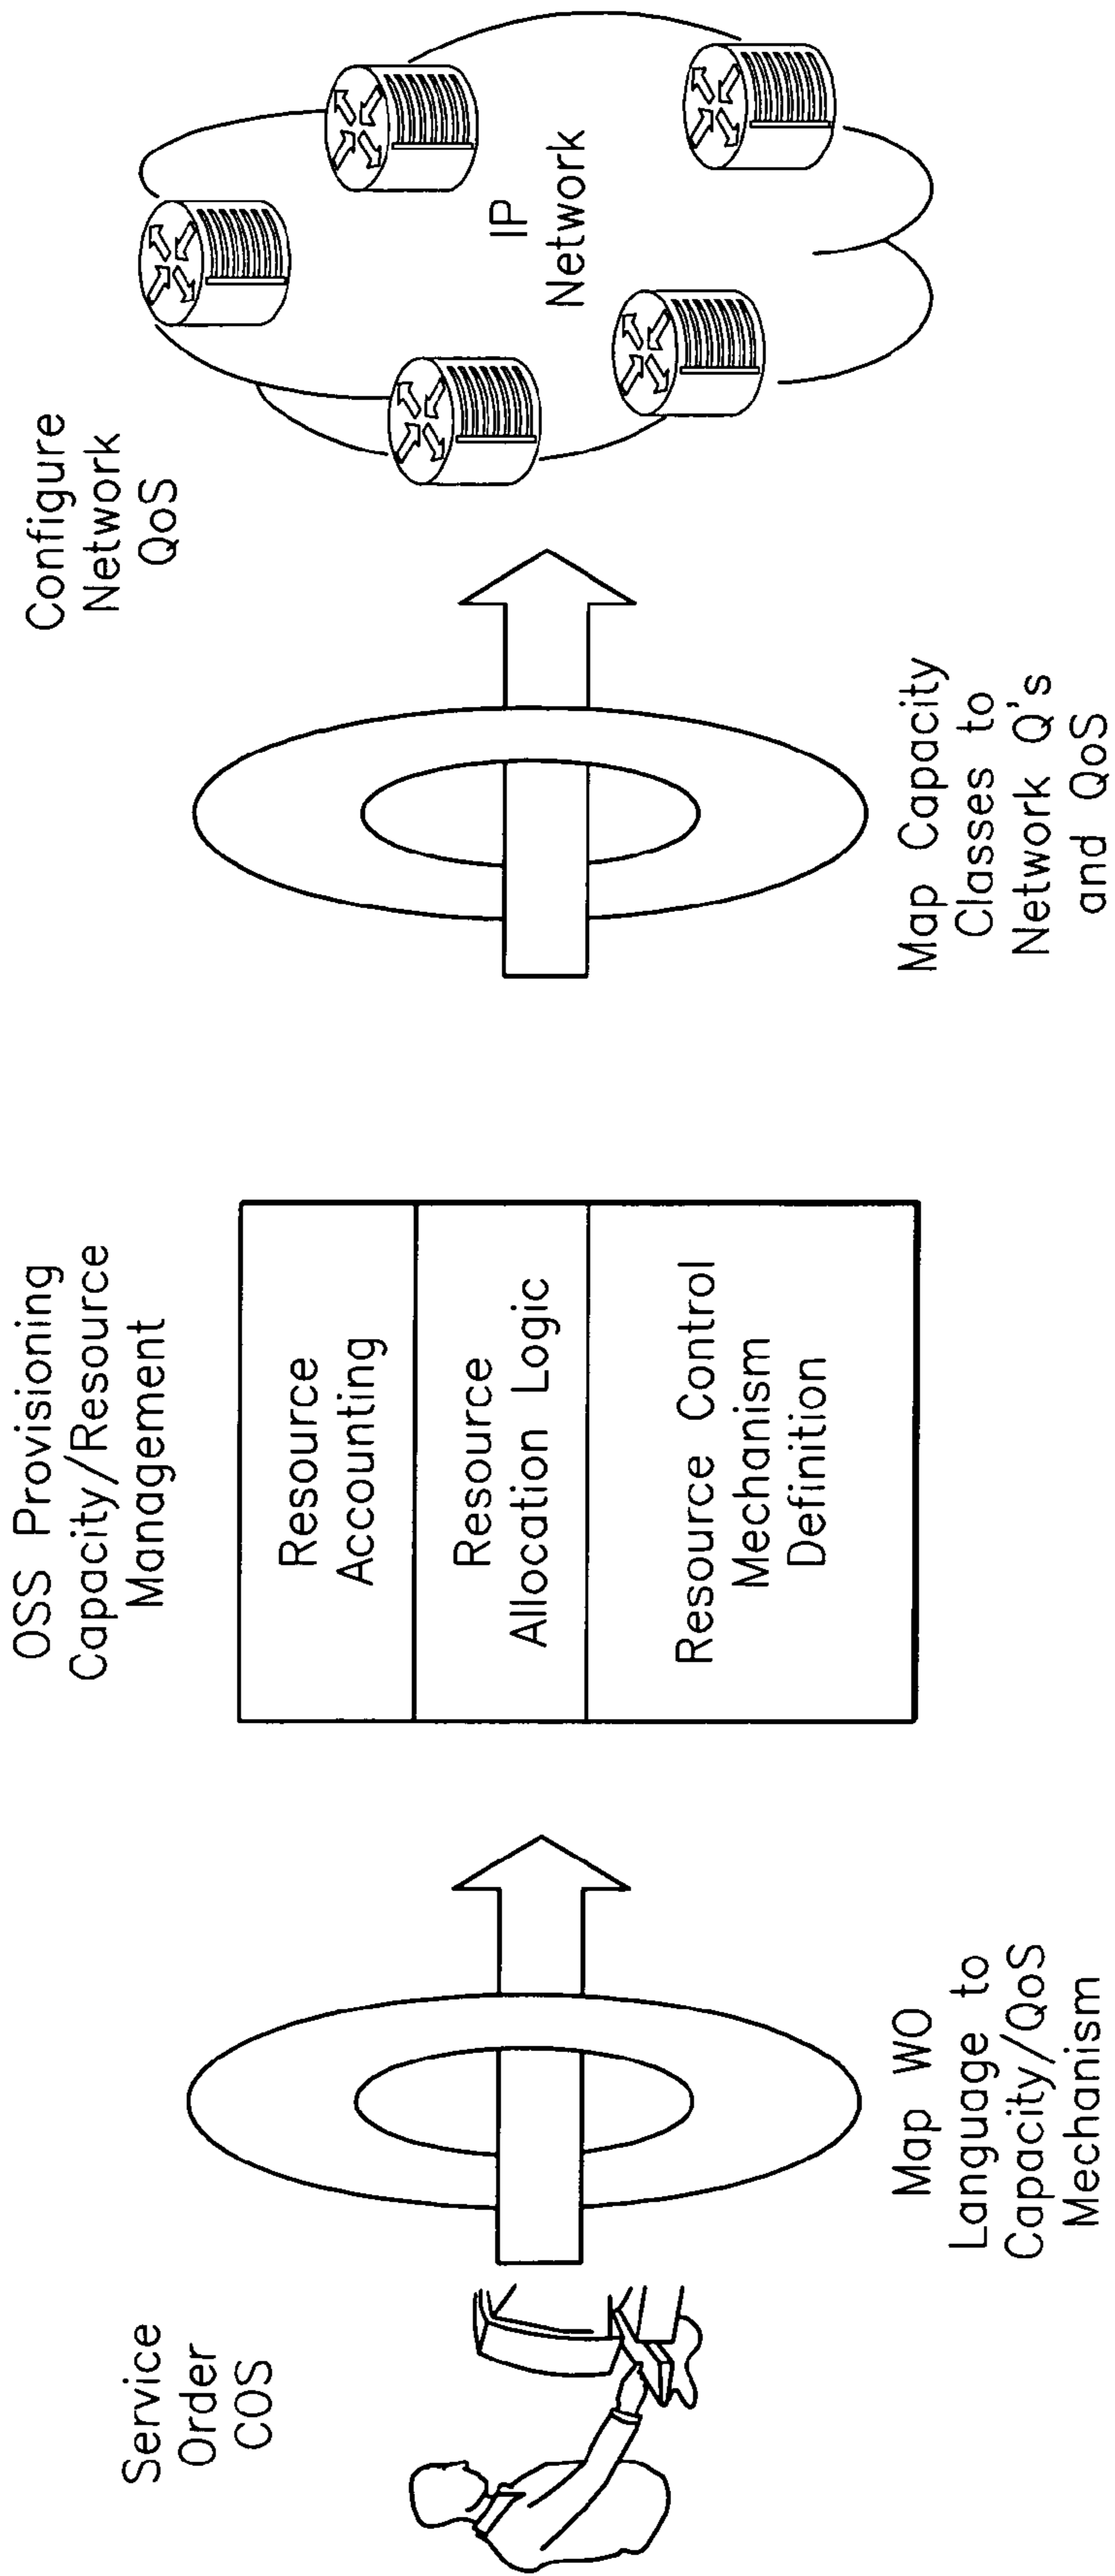 Service
Order
COS
Map WO
Language to
Capacity/QoS
Mechanism
OSS Provisioning
Capacity/Resource
Management
Resource
Accounting
Resource
Allocation Logic
Resource Control
Mechanism
Definition
Map Capacity
Classes to
Network Q's
and QoS
Configure
Network
QoS
IP
Network